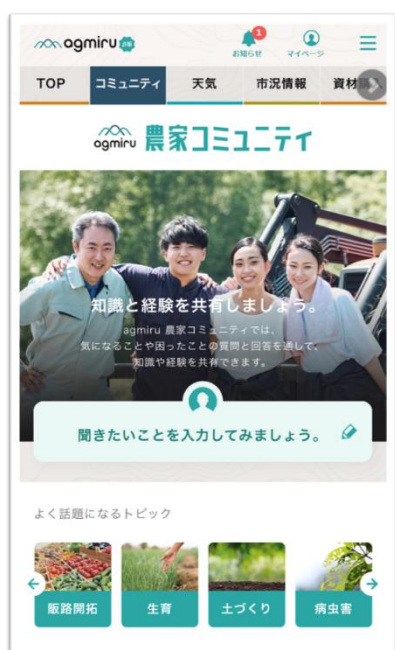 agmiru
1
お知らせ
マイページ
TOP
コミュニティ
天気
市況情報
資材
agmiru 農家コミュニティ
知識と経験を共有しましょう。
agmiru 農家コミュニティでは、
気になることや困ったことの質問と回答を通して、
知識や経験を共有できます。
聞きたいことを入力してみましょう。
よく話題になるトピック
販路開拓
生育
土づくり
病虫害